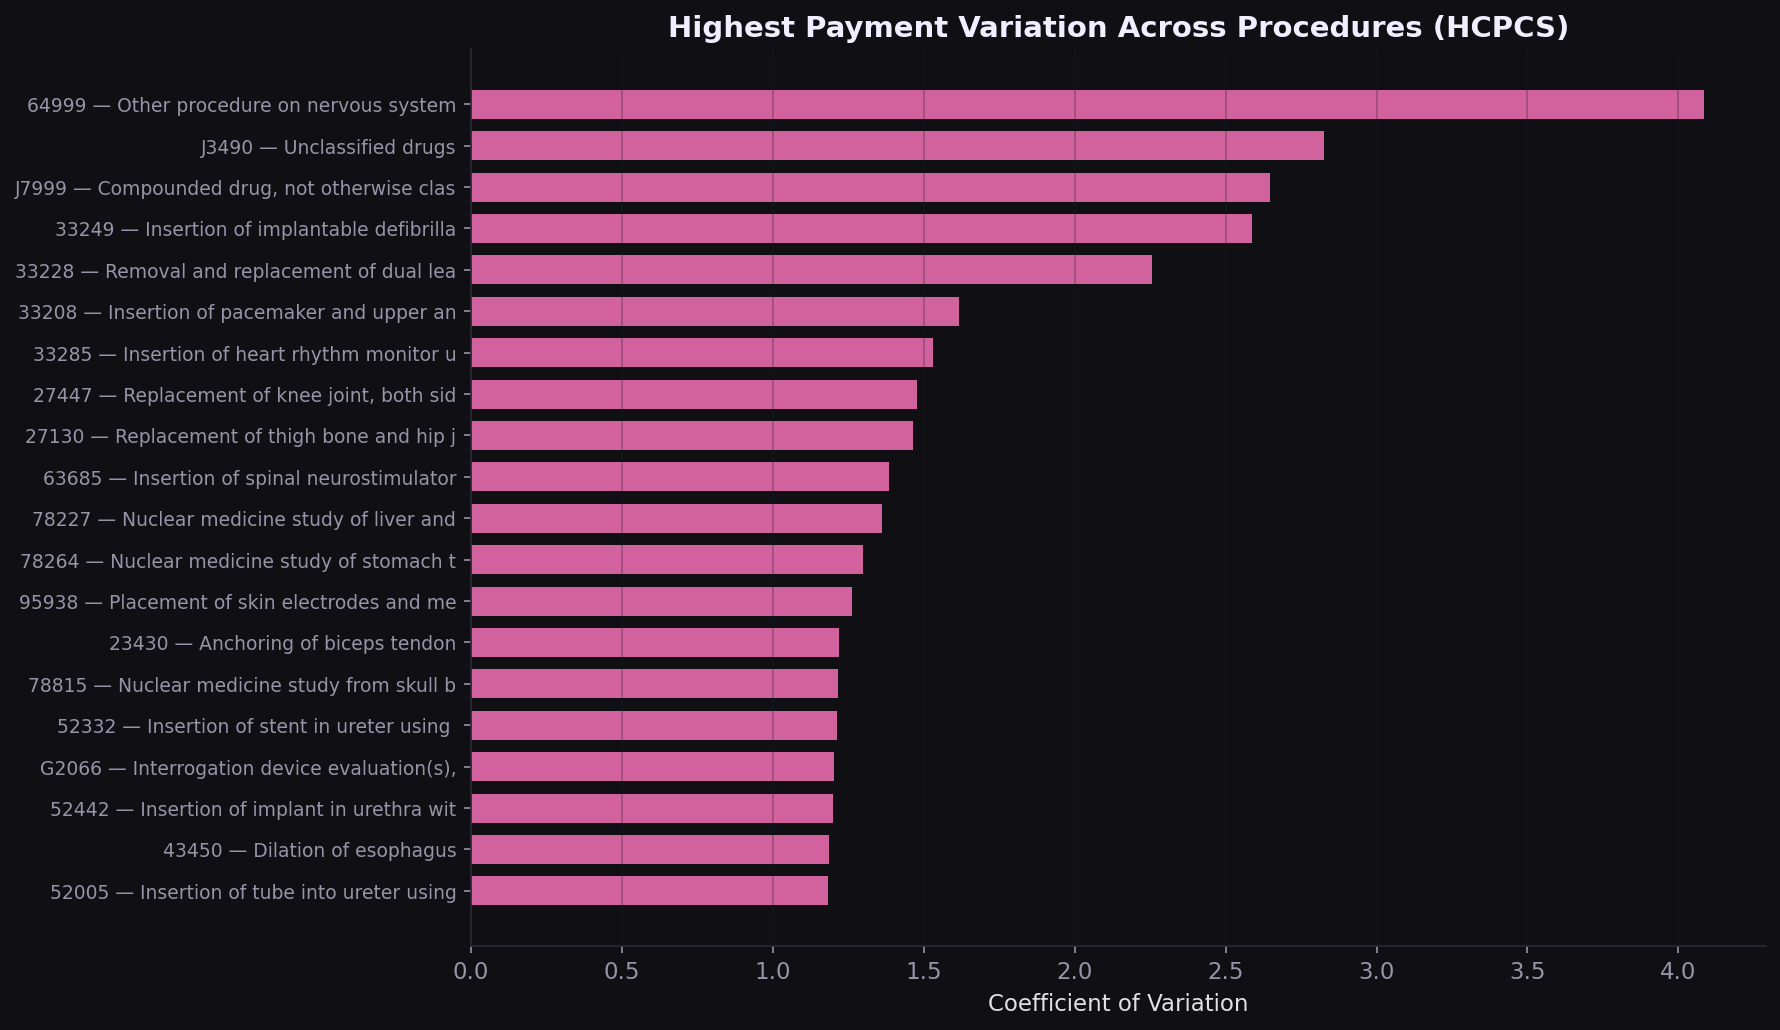 Highest Payment Variation Across Procedures (HCPCS)
64999 — Other procedure on nervous system
J3490 — Unclassified drugs
J7999 — Compounded drug, not otherwise clas
33249 — Insertion of implantable defibrilla
33228 — Removal and replacement of dual lea
33208 — Insertion of pacemaker and upper an
33285 — Insertion of heart rhythm monitor u
27447 — Replacement of knee joint, both sid
27130 — Replacement of thigh bone and hip j
63685 — Insertion of spinal neurostimulator
78227 — Nuclear medicine study of liver and
78264 — Nuclear medicine study of stomach t
95938 — Placement of skin electrodes and me
23430 — Anchoring of biceps tendon
78815 — Nuclear medicine study from skull b
52332 — Insertion of stent in ureter using
G2066 — Interrogation device evaluation(s),
52442 — Insertion of implant in urethra wit
43450 — Dilation of esophagus
52005 — Insertion of tube into ureter using
0.0 0.5 1.0 1.5 2.0 2.5 3.0 3.5 4.0
Coefficient of Variation